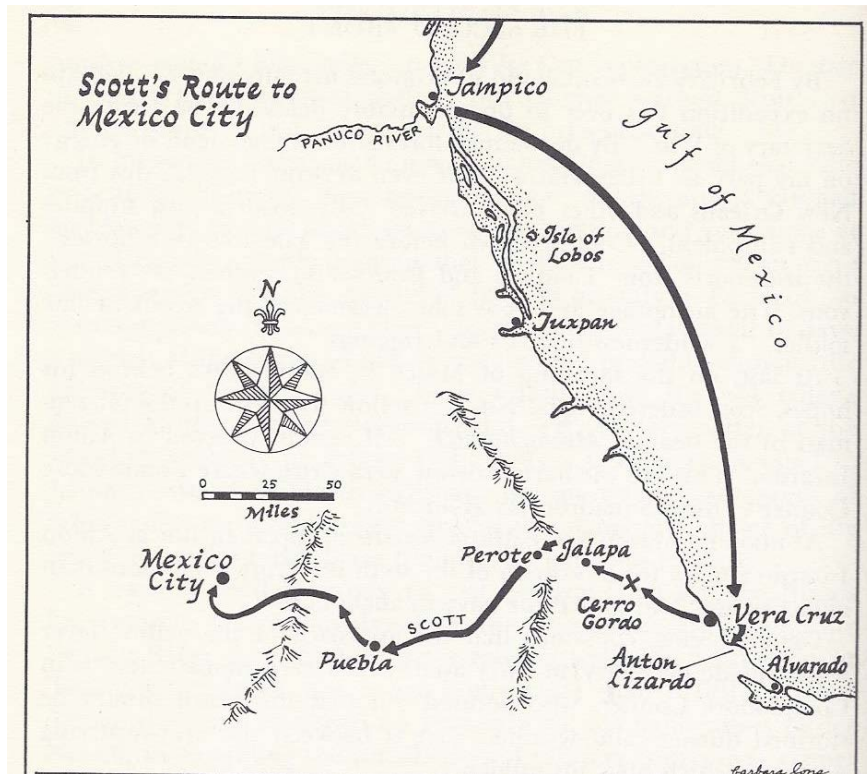 Scott's Route to
Mexico City
Tampico
PANUCO RIVER
Gulf of Mexico
Isle of
Lobos
Tuxpan
N
0 25 50
Miles
Mexico
City
Perote
Jalapa
Cerro
Gordo
Vera Cruz
SCOTT
Puebla
Anton
Lizardo
Alvarado